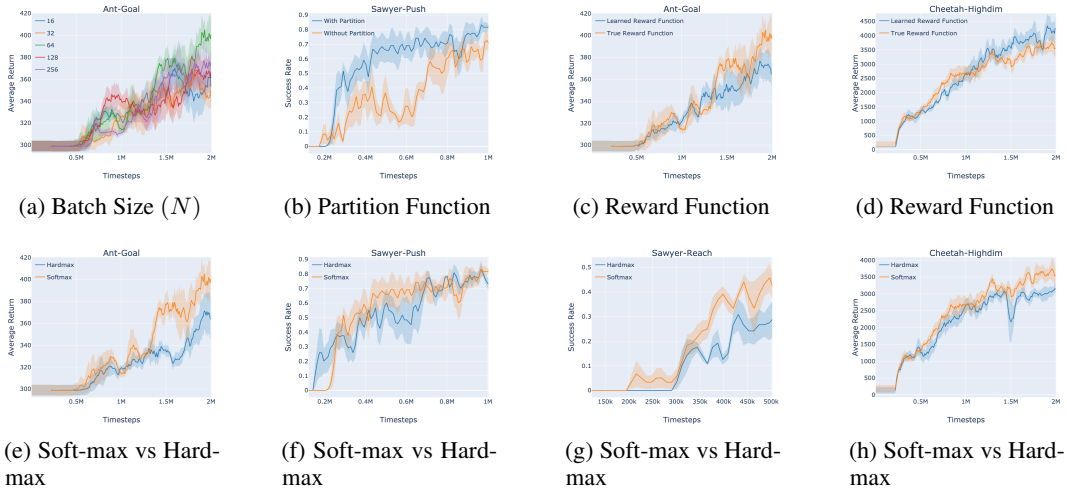 Ant-Goal
16
32
64
128
256
Average Return
420
400
380
360
340
320
300
0.5M 1M 1.5M 2M
Timesteps
(a) Batch Size (N)
Sawyer-Push
With Partition
Without Partition
Success Rate
0.9
0.8
0.7
0.6
0.5
0.4
0.3
0.2
0.1
0
0.2M 0.4M 0.6M 0.8M 1M
Timesteps
(b) Partition Function
Ant-Goal
Learned Reward Function
True Reward Function
Average Return
420
400
380
360
340
320
300
0.5M 1M 1.5M 2M
Timesteps
(c) Reward Function
Cheetah-Highdim
Learned Reward Function
True Reward Function
Average Return
4500
4000
3500
3000
2500
2000
1500
1000
500
0
0.5M 1M 1.5M 2M
Timesteps
(d) Reward Function
Ant-Goal
Hardmax
Softmax
Average Return
420
400
380
360
340
320
300
0.5M 1M 1.5M 2M
Timesteps
(e) Soft-max vs Hard-
max
Sawyer-Push
Hardmax
Softmax
Success Rate
0.9
0.8
0.7
0.6
0.5
0.4
0.3
0.2
0.1
0
0.2M 0.4M 0.6M 0.8M 1M
Timesteps
(f) Soft-max vs Hard-
max
Sawyer-Reach
Hardmax
Softmax
Success Rate
0.5
0.4
0.3
0.2
0.1
0
150k 200k 250k 300k 350k 400k 450k 500k
Timesteps
(g) Soft-max vs Hard-
max
Cheetah-Highdim
Hardmax
Softmax
Average Return
4000
3500
3000
2500
2000
1500
1000
500
0
0.5M 1M 1.5M 2M
Timesteps
(h) Soft-max vs Hard-
max